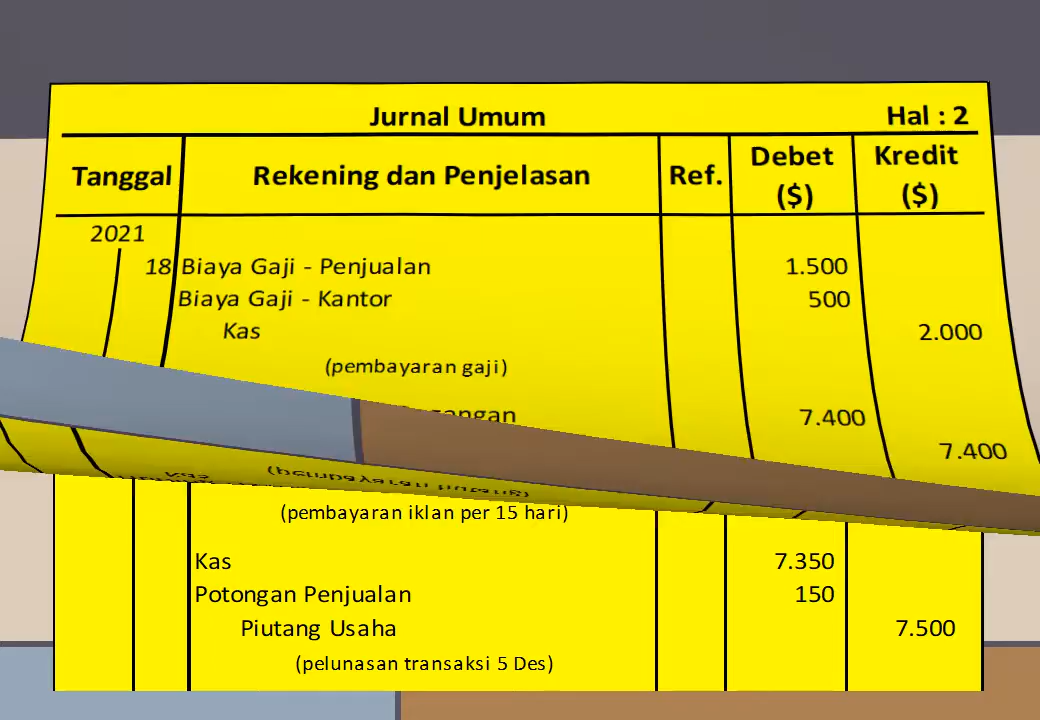 Jurnal Umum Hal : 2
Tanggal Rekening dan Penjelasan Ref. Debet ($) Kredit ($)
2021
18 Biaya Gaji - Penjualan 1.500
Biaya Gaji - Kantor 500
Kas 2.000
(pembayaran gaji)
7.400
7.400
(pembayaran iklan per 15 hari)
Kas 7.350
Potongan Penjualan 150
Piutang Usaha 7.500
(pelunasan transaksi 5 Des)